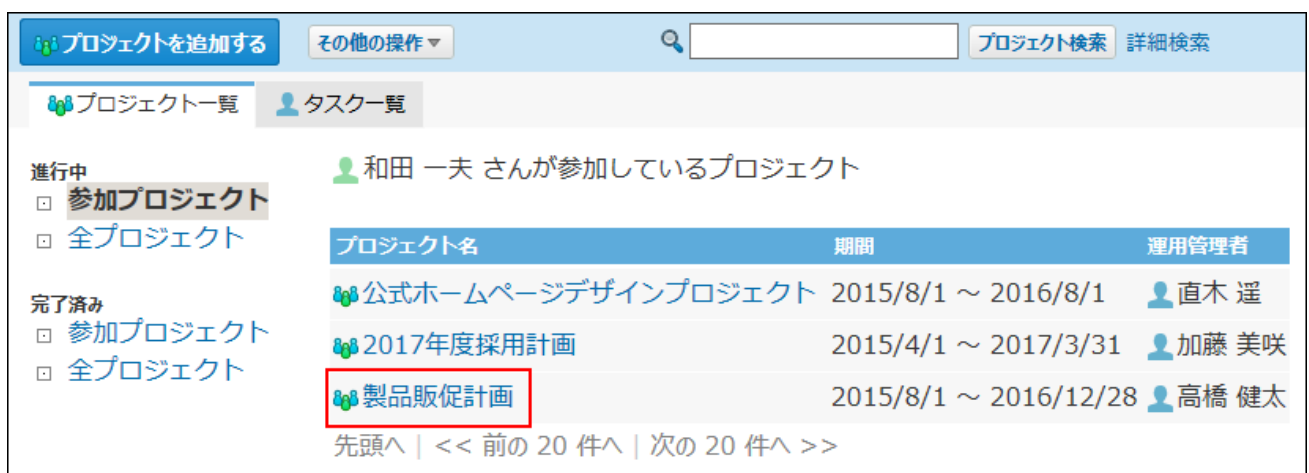 プロジェクトを追加する その他の操作▼ プロジェクト検索 詳細検索
プロジェクト一覧 タスク一覧
進行中
参加プロジェクト
全プロジェクト
完了済み
参加プロジェクト
全プロジェクト
和田 一夫 さんが参加しているプロジェクト
プロジェクト名 期間 運用管理者
公式ホームページデザインプロジェクト 2015/8/1 ～ 2016/8/1 直木 遥
2017年度採用計画 2015/4/1 ～ 2017/3/31 加藤 美咲
製品販促計画 2015/8/1 ～ 2016/12/28 高橋 健太
先頭へ | << 前の 20 件へ | 次の 20 件へ >>